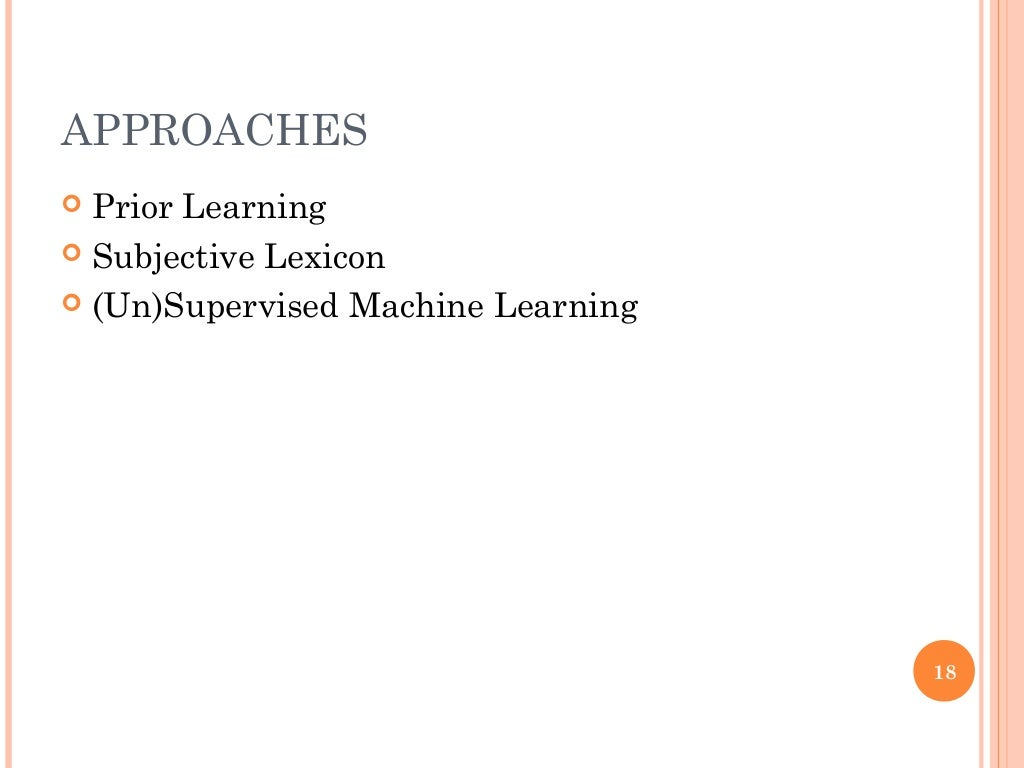 APPROACHES
Prior Learning
Subjective Lexicon
(Un)Supervised Machine Learning
18